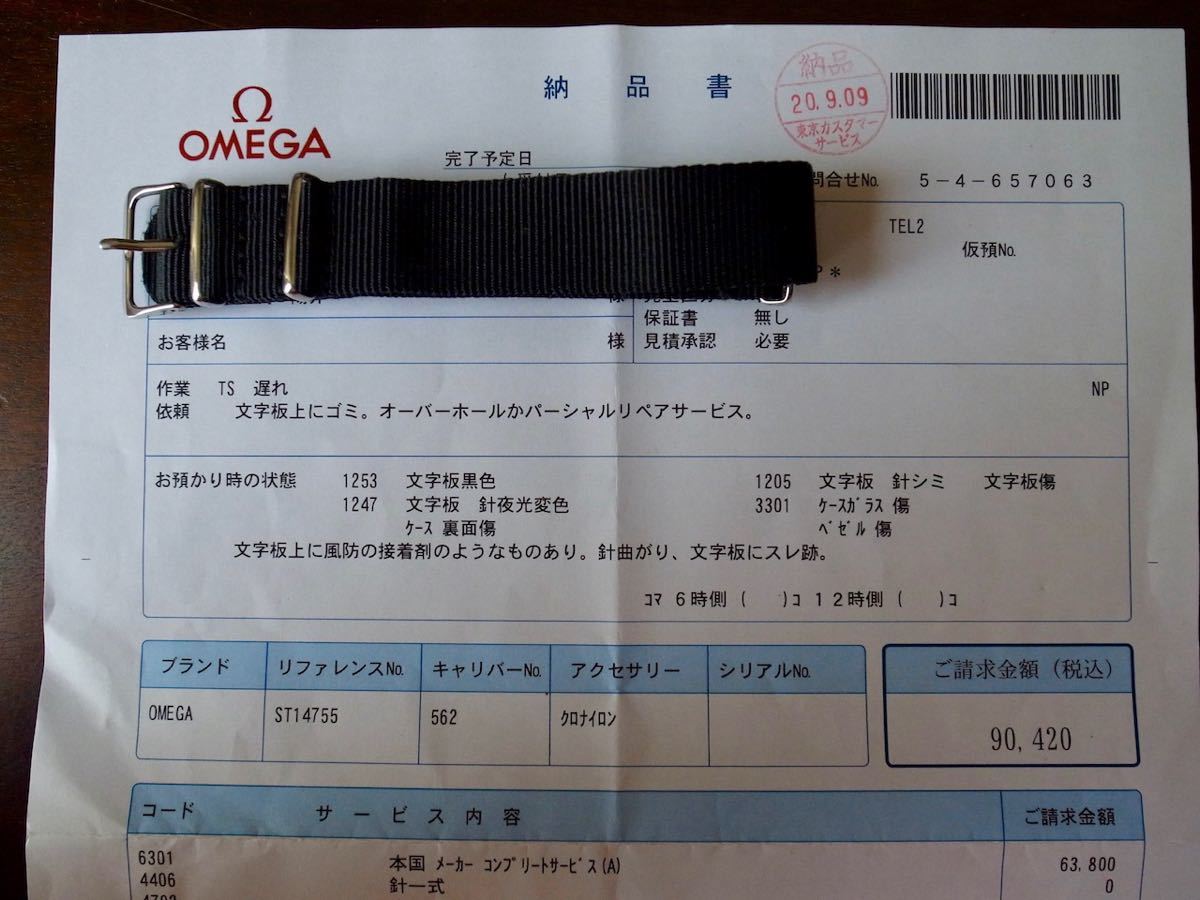 Ω
OMEGA
納品書
納品
20.9.09
東京カスタマー
サービス
完了予定日
問合せNo. 5-4-657063
TEL2
仮預No.
P *
様
保証書 無し
お客様名 様
見積承認 必要
作業 TS 遅れ NP
依頼 文字板上にゴミ。オーバーホールかパーシャルリペアサービス。
お預かり時の状態 1253 文字板黒色 1205 文字板 針シミ 文字板傷
1247 文字板 針夜光変色 3301 ケースガラス 傷
ケース 裏面傷 ベゼル 傷
文字板上に風防の接着剤のようなものあり。針曲がり、文字板にスレ跡。
コマ 6時側 ( )コ 12時側 ( )コ
ブランド リファレンスNo. キャリバーNo. アクセサリー シリアルNo.
OMEGA ST14755 562 クロナイロン
ご請求金額(税込)
90,420
コード サービス内容 ご請求金額
6301 本国 メーカー コンプリートサービス(A) 63,800
4406 針一式 0